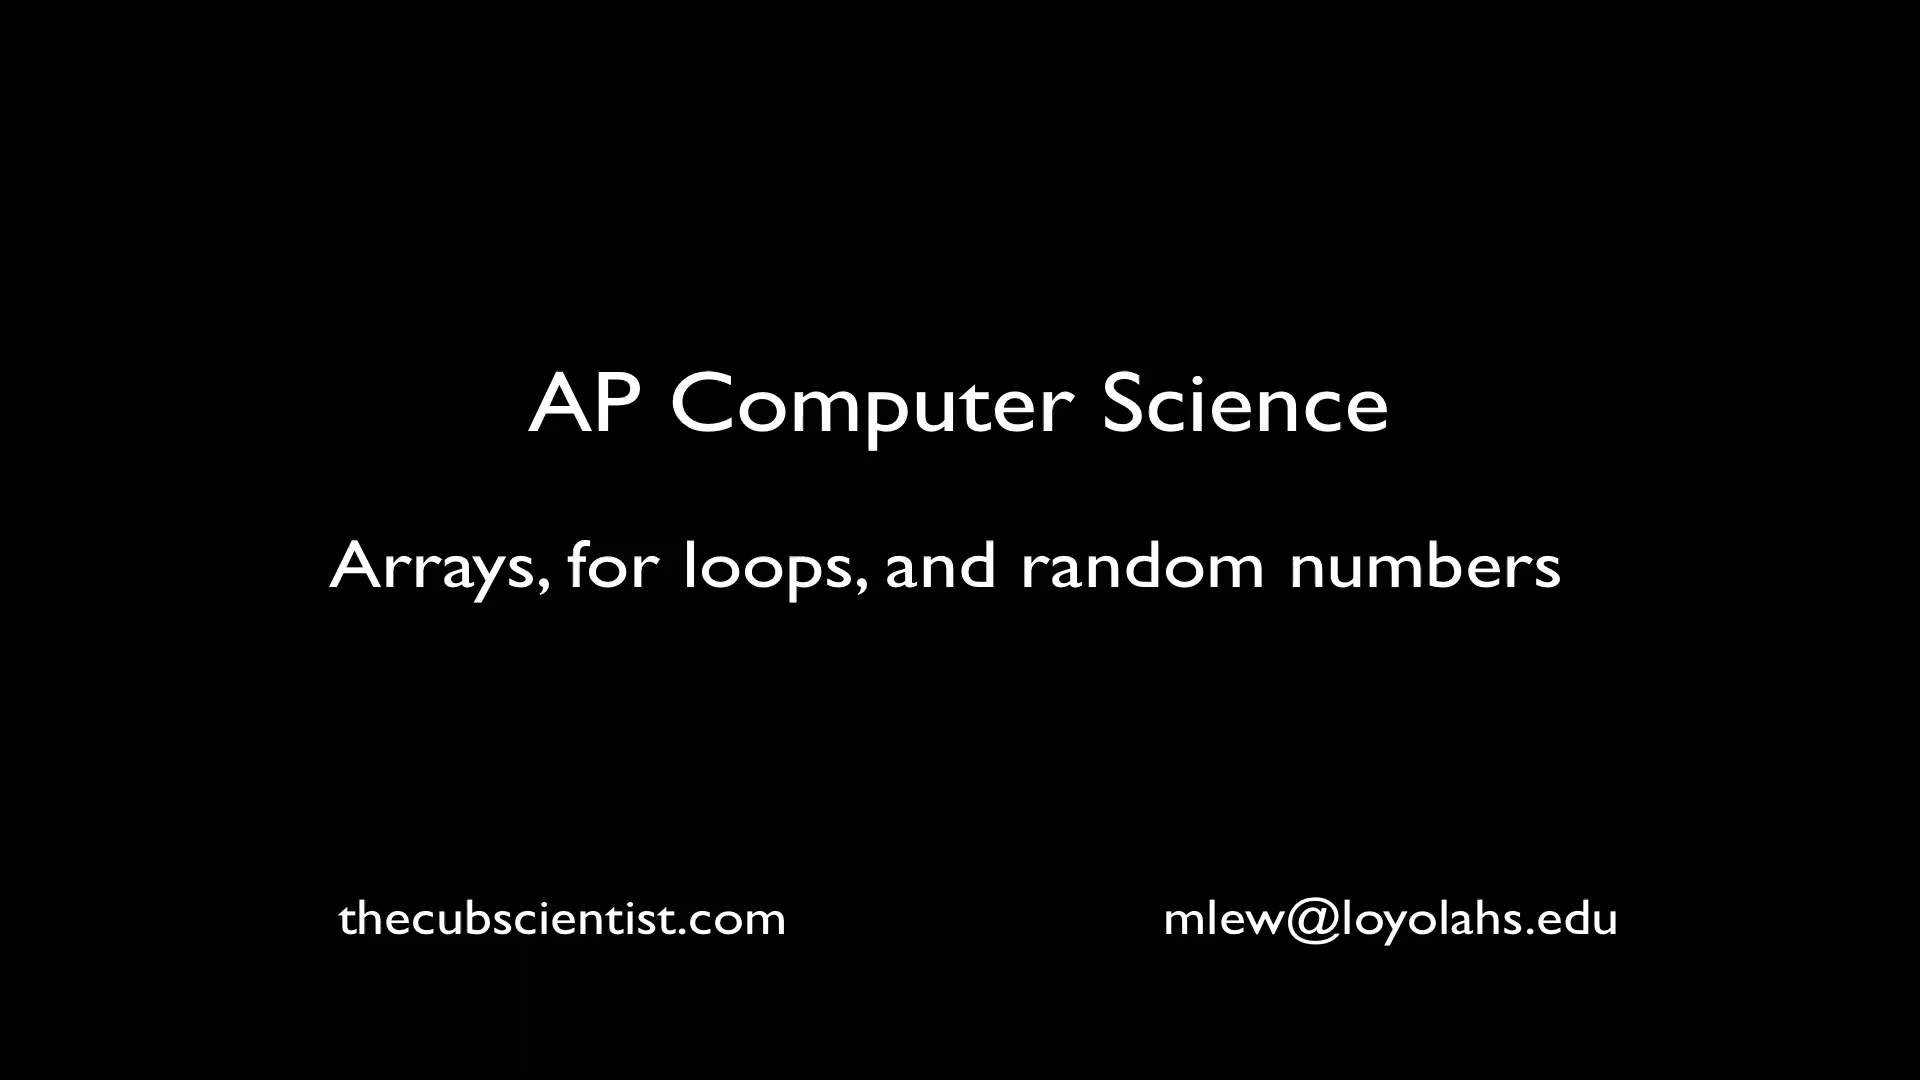 AP Computer Science
Arrays, for loops, and random numbers
thecubscientist.com
mlew@loyolahs.edu